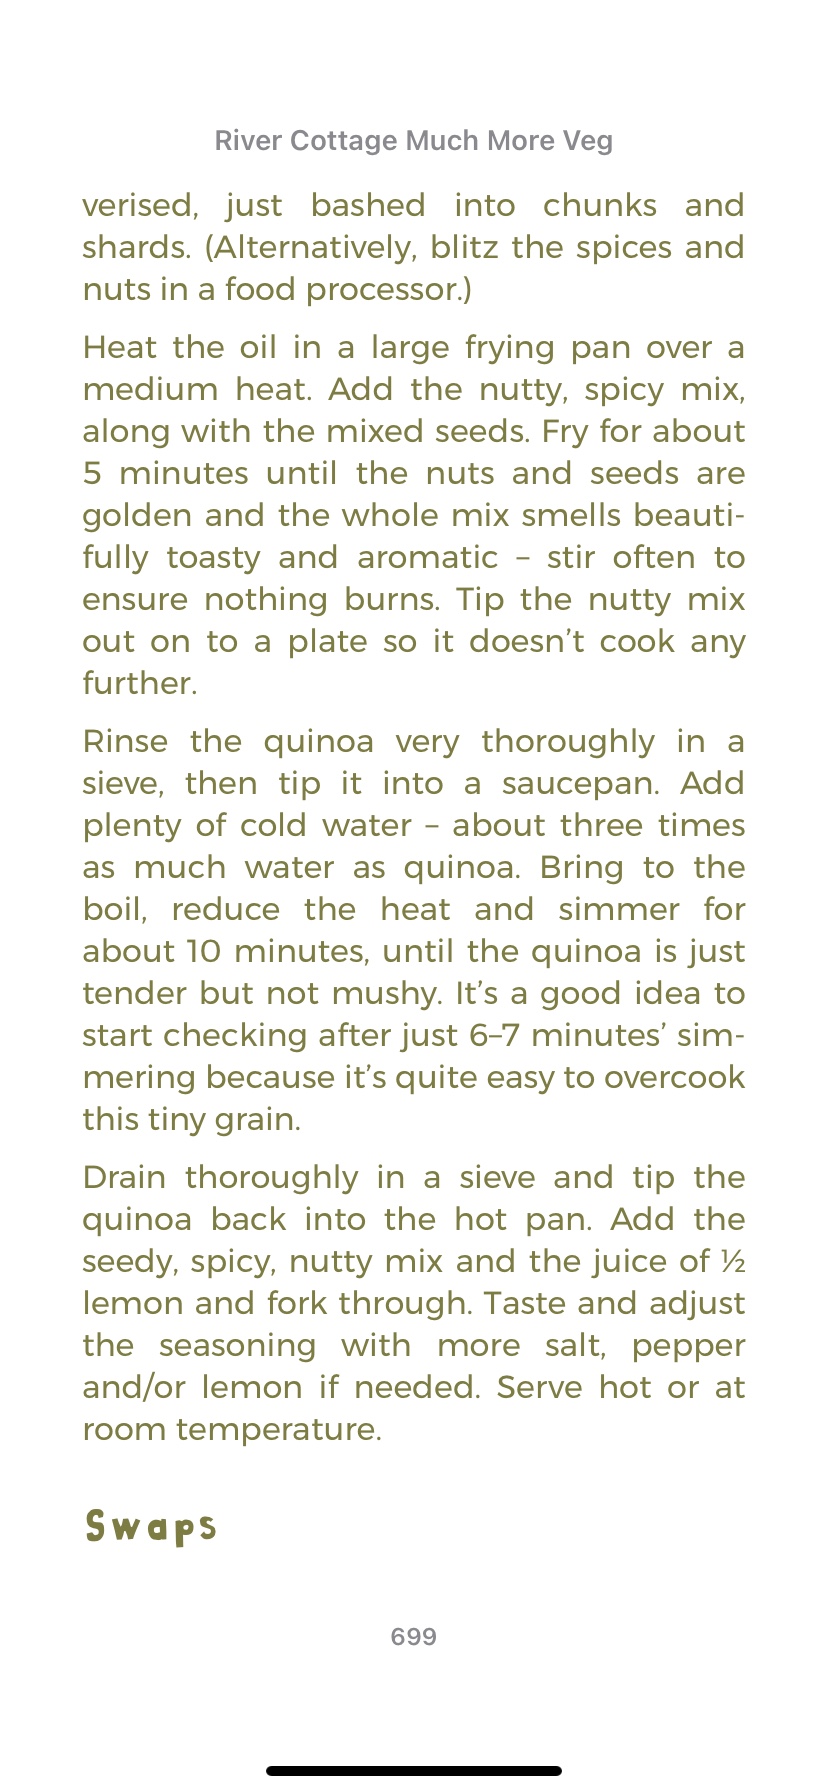 River Cottage Much More Veg
verised, just bashed into chunks and
shards. (Alternatively, blitz the spices and
nuts in a food processor.)
Heat the oil in a large frying pan over a
medium heat. Add the nutty, spicy mix,
along with the mixed seeds. Fry for about
5 minutes until the nuts and seeds are
golden and the whole mix smells beauti-
fully toasty and aromatic – stir often to
ensure nothing burns. Tip the nutty mix
out on to a plate so it doesn’t cook any
further.
Rinse the quinoa very thoroughly in a
sieve, then tip it into a saucepan. Add
plenty of cold water – about three times
as much water as quinoa. Bring to the
boil, reduce the heat and simmer for
about 10 minutes, until the quinoa is just
tender but not mushy. It’s a good idea to
start checking after just 6–7 minutes’ sim-
mering because it’s quite easy to overcook
this tiny grain.
Drain thoroughly in a sieve and tip the
quinoa back into the hot pan. Add the
seedy, spicy, nutty mix and the juice of ½
lemon and fork through. Taste and adjust
the seasoning with more salt, pepper
and/or lemon if needed. Serve hot or at
room temperature.
Swaps
699